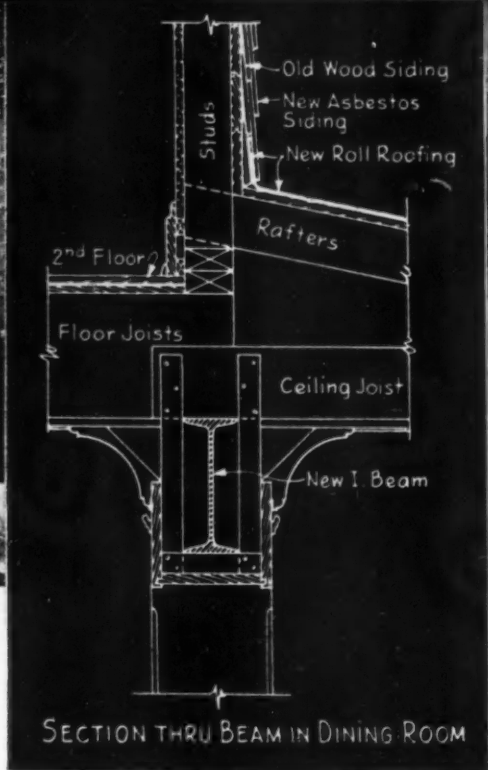 Old Wood Siding
New Asbestos
Siding
New Roll Roofing
Studs
Rafters
2nd Floor
Floor Joists
Ceiling Joist
New I. Beam
SECTION THRU BEAM IN DINING ROOM